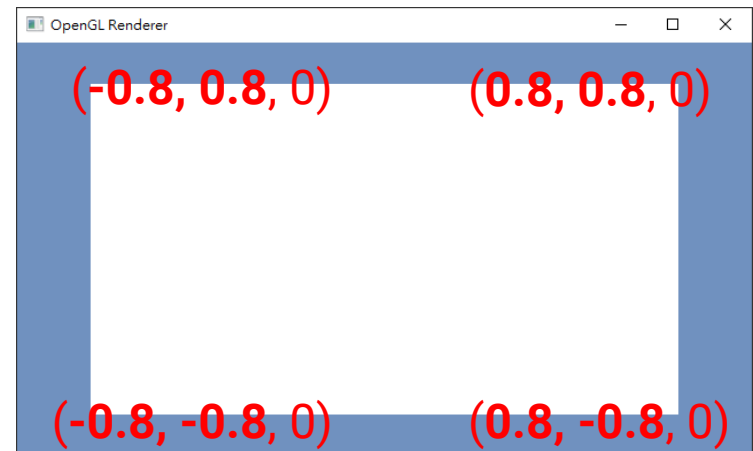 OpenGL Renderer
(-0.8, 0.8, 0) (0.8, 0.8, 0)
(-0.8, -0.8, 0) (0.8, -0.8, 0)